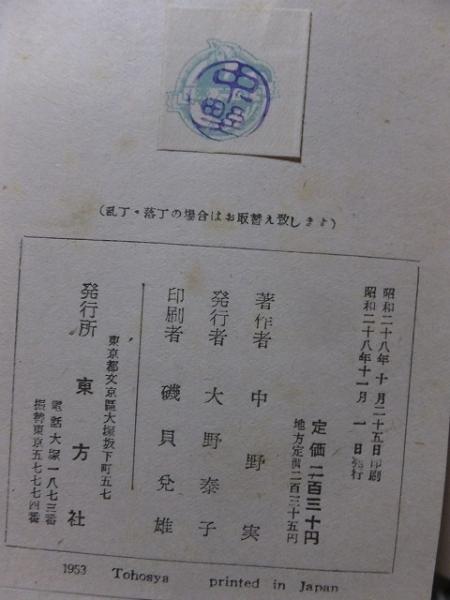 中野
(乱丁・落丁の場合はお取替え致します)
昭和二十八年十月二十五日印刷
昭和二十八年十一月一日発行
定価二百三十円
地方定価二百三十五円
著作者 中野実
発行者 大野泰子
印刷者 磯貝兌雄
東京都文京區大塚坂下町五七
発行所 東方社
電話大塚一八七三番
振替東京五七七七四番
1953 Tohosya printed in Japan